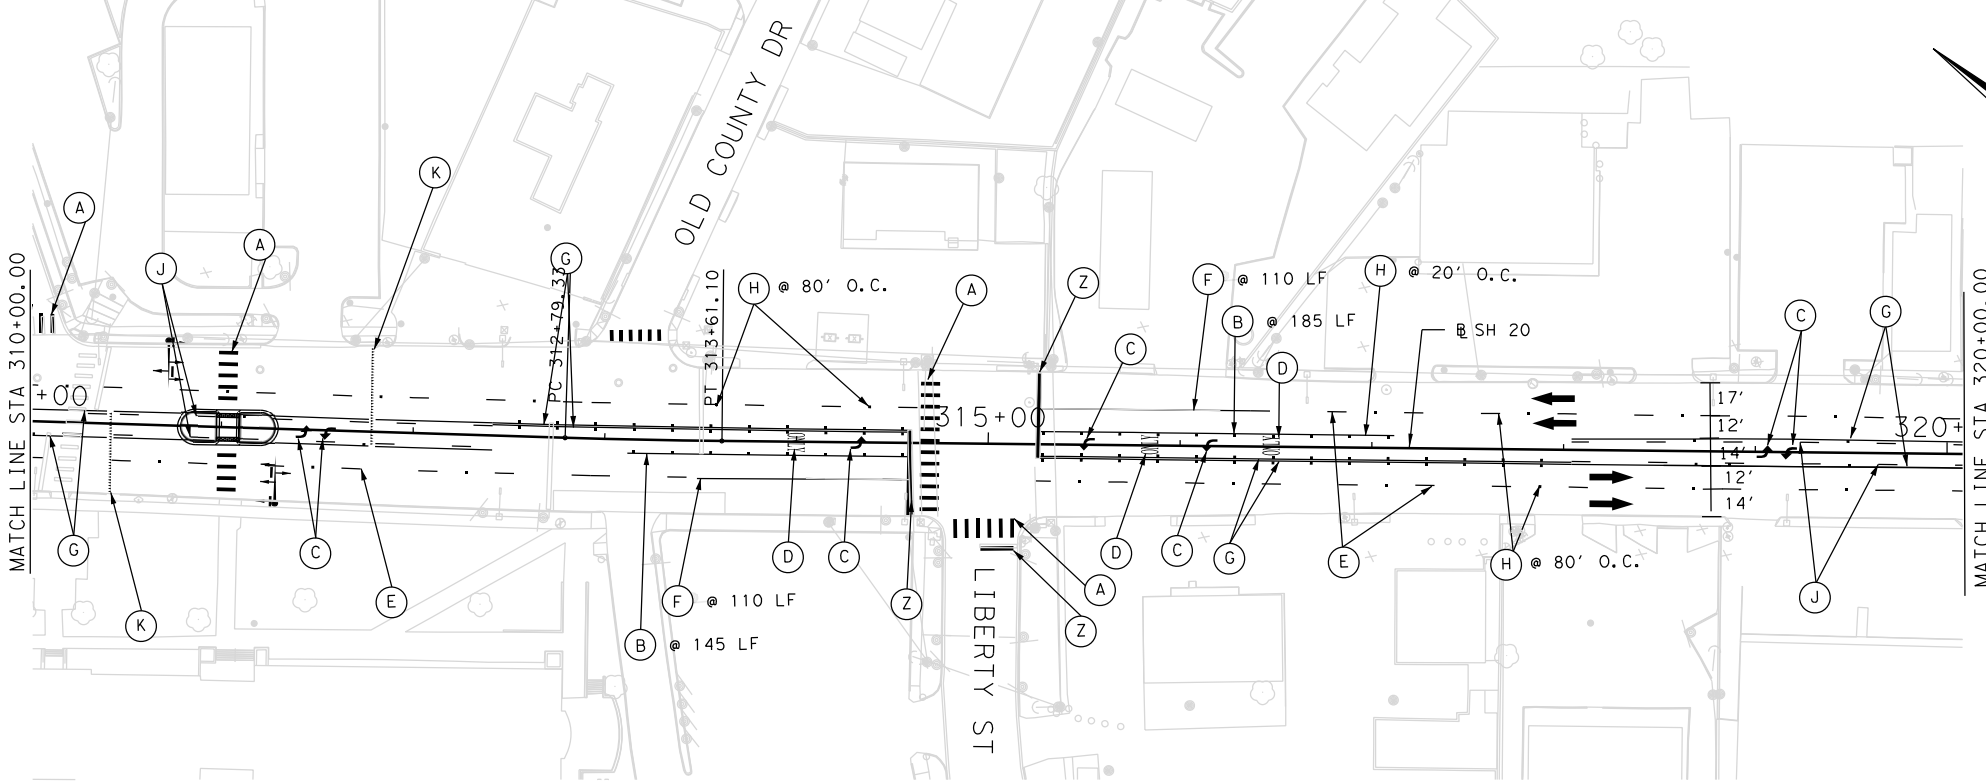 OLD COUNTY DR
K
A
A
J
G
PC 312+79.33
PT 313+61.10
H @ 80' O.C.
A
Z
F @ 110 LF
H @ 20' O.C.
B @ 185 LF
C
D
BL SH 20
C
G
MATCH LINE STA 310+00.00
+00
315+00
320+
17'
12'
14'
12'
14'
MATCH LINE STA 320+00.00
ONLY
ONLY
ONLY
G
C
E
K
F @ 110 LF
B @ 145 LF
D
C
Z
LIBERTY ST
A
Z
D
C
G
E
H @ 80' O.C.
J